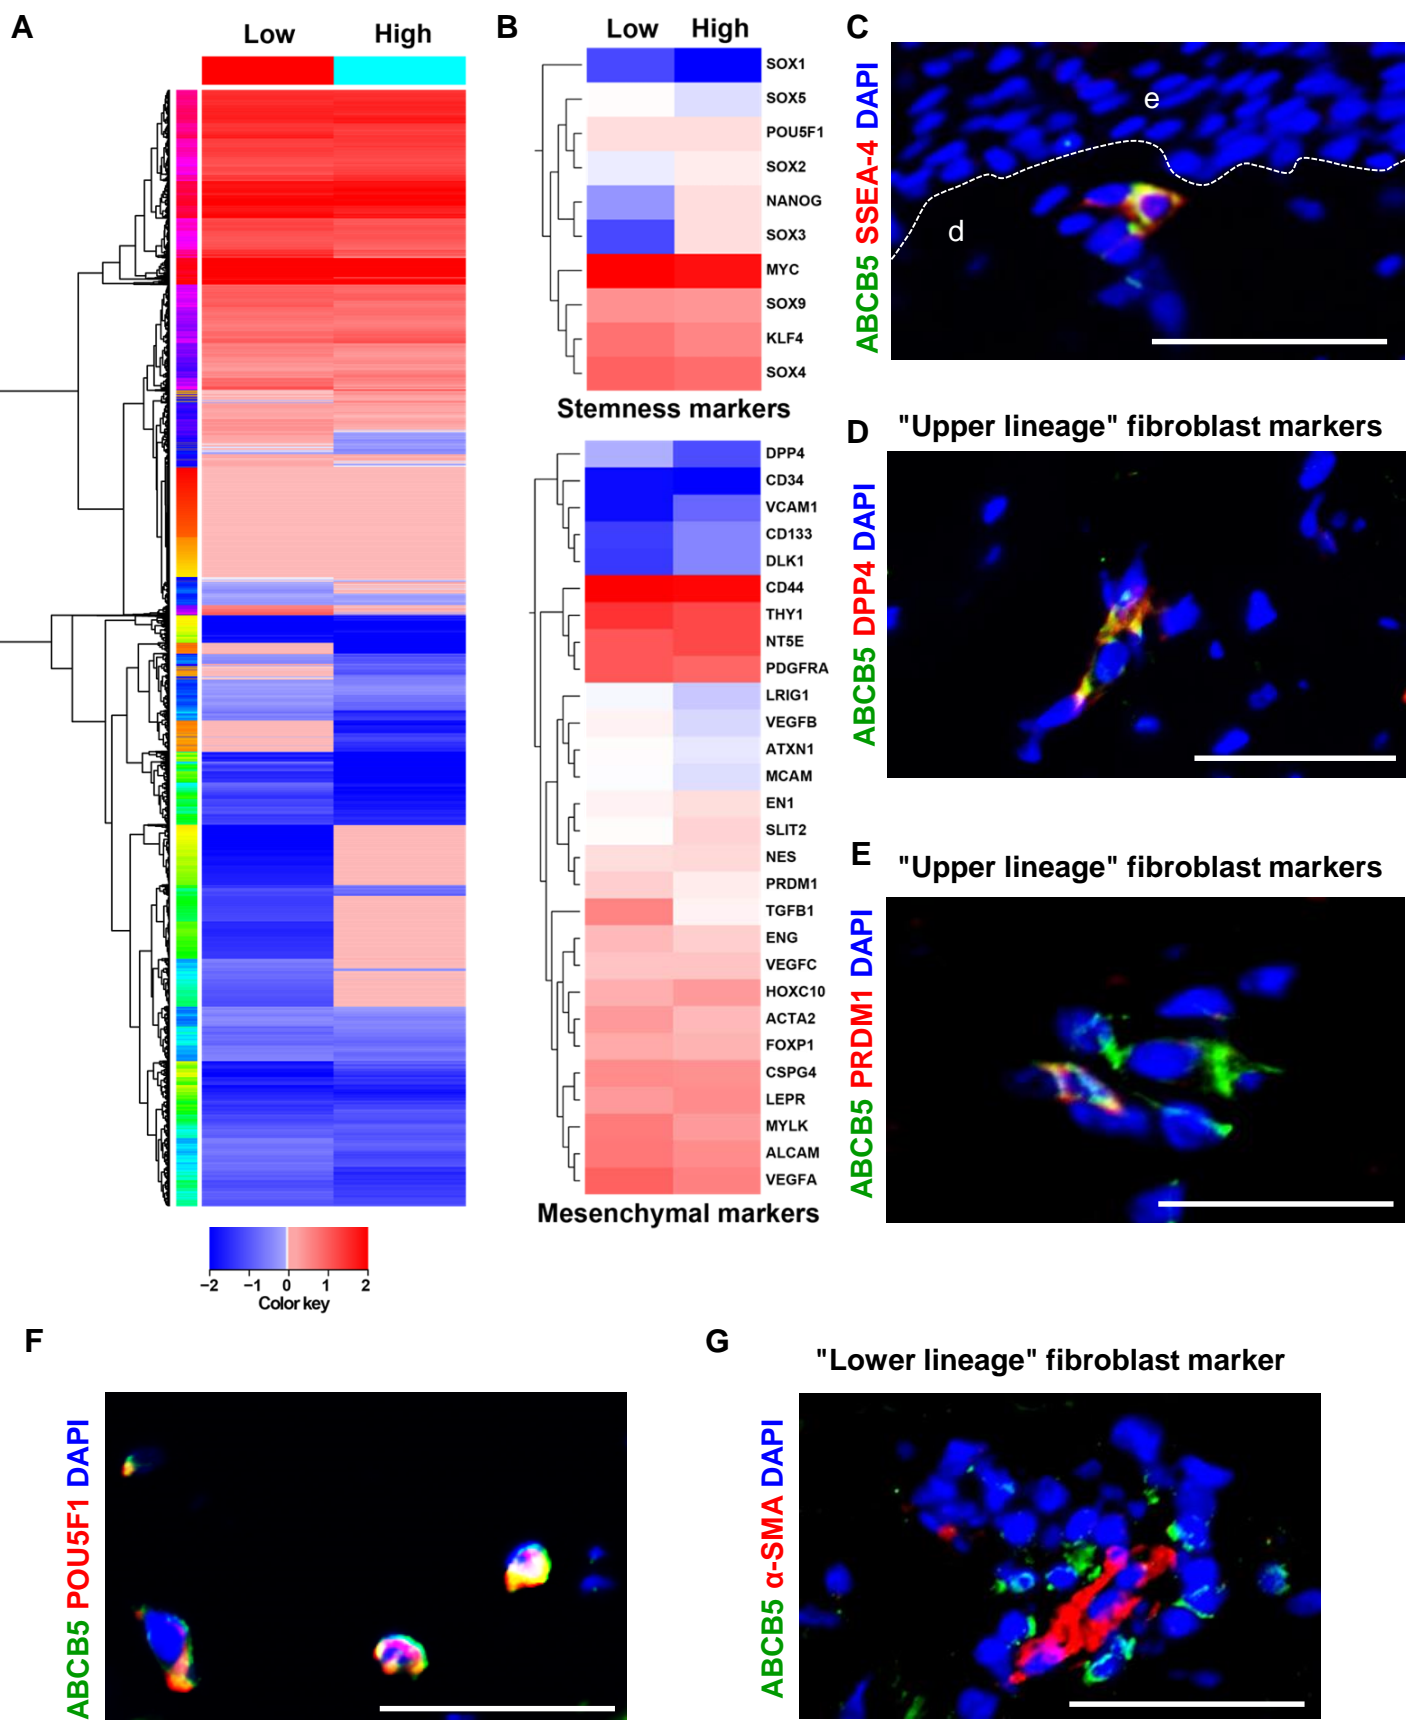 A
Low
High
−2 −1 0 1 2
Color key
B
Low High
SOX1
SOX5
POU5F1
SOX2
NANOG
SOX3
MYC
SOX9
KLF4
SOX4
Stemness markers
DPP4
CD34
VCAM1
CD133
DLK1
CD44
THY1
NT5E
PDGFRA
LRIG1
VEGFB
ATXN1
MCAM
EN1
SLIT2
NES
PRDM1
TGFB1
ENG
VEGFC
HOXC10
ACTA2
FOXP1
CSPG4
LEPR
MYLK
ALCAM
VEGFA
Mesenchymal markers
C
ABCB5 SSEA-4 DAPI
e
d
D
"Upper lineage" fibroblast markers
ABCB5 DPP4 DAPI
E
"Upper lineage" fibroblast markers
ABCB5 PRDM1 DAPI
F
ABCB5 POU5F1 DAPI
G
"Lower lineage" fibroblast marker
ABCB5 α-SMA DAPI